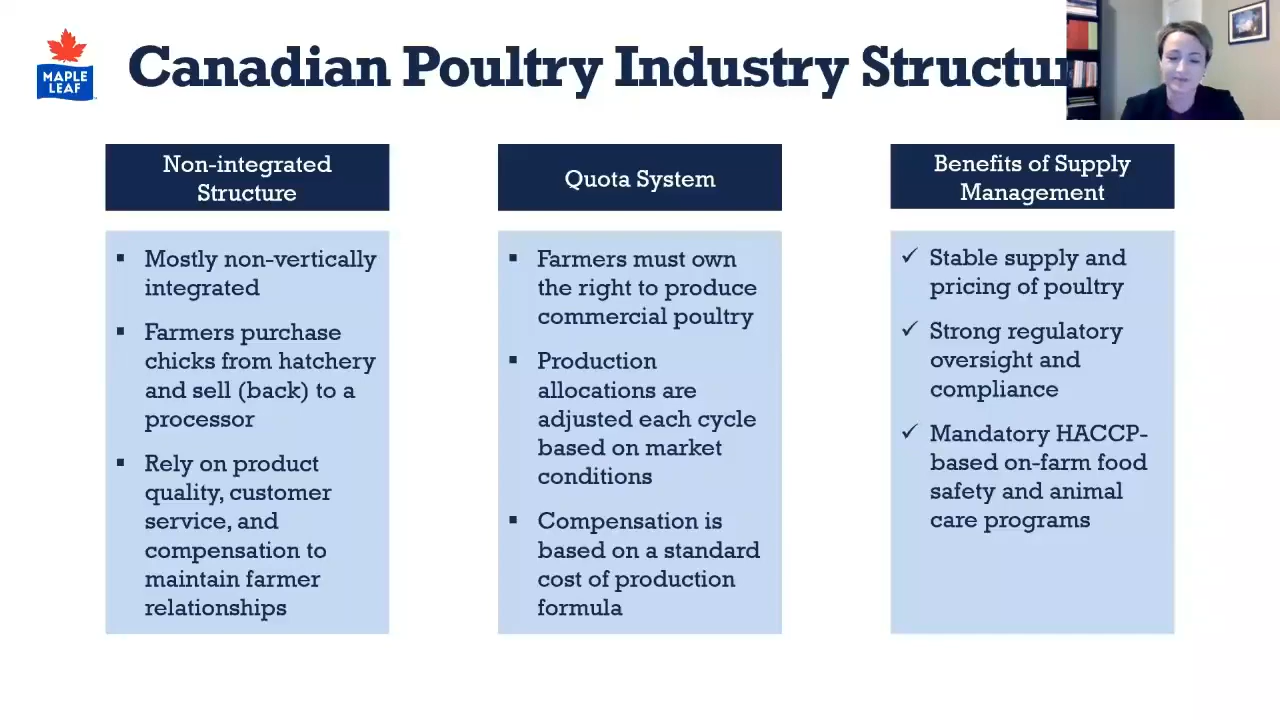 MAPLE
LEAF
Canadian Poultry Industry Structu
Non-integrated
Structure
▪ Mostly non-vertically
integrated
▪ Farmers purchase
chicks from hatchery
and sell (back) to a
processor
▪ Rely on product
quality, customer
service, and
compensation to
maintain farmer
relationships
Quota System
▪ Farmers must own
the right to produce
commercial poultry
▪ Production
allocations are
adjusted each cycle
based on market
conditions
▪ Compensation is
based on a standard
cost of production
formula
Benefits of Supply
Management
✓ Stable supply and
pricing of poultry
✓ Strong regulatory
oversight and
compliance
✓ Mandatory HACCP-
based on-farm food
safety and animal
care programs